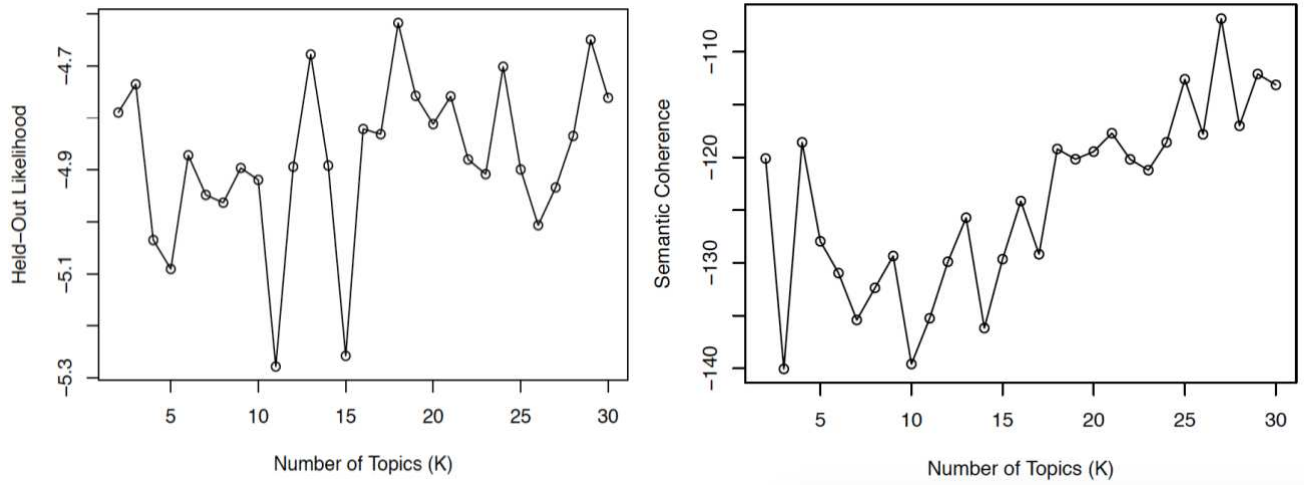 Held−Out Likelihood
−4.7
−4.9
−5.1
−5.3
5 10 15 20 25 30
Number of Topics (K)
Semantic Coherence
−110
−120
−130
−140
5 10 15 20 25 30
Number of Topics (K)